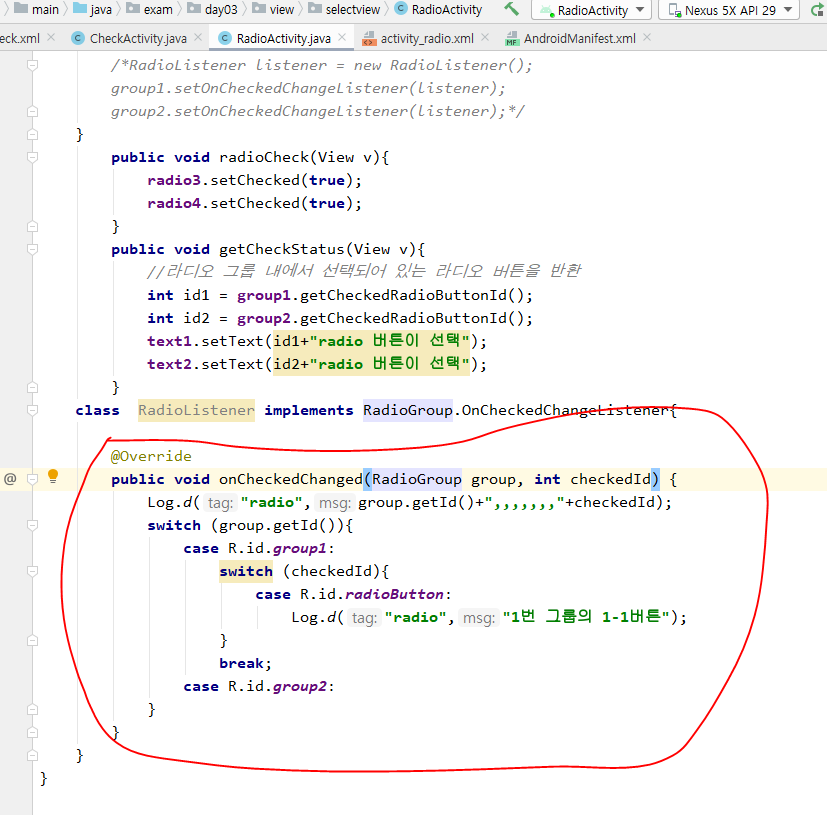 main java exam day03 view selectview RadioActivity RadioActivity Nexus 5X API 29
eck.xml CheckActivity.java RadioActivity.java activity_radio.xml AndroidManifest.xml
/*RadioListener listener = new RadioListener();
group1.setOnCheckedChangeListener(listener);
group2.setOnCheckedChangeListener(listener);*/
}
public void radioCheck(View v){
radio3.setChecked(true);
radio4.setChecked(true);
}
public void getCheckStatus(View v){
//라디오 그룹 내에서 선택되어 있는 라디오 버튼을 반환
int id1 = group1.getCheckedRadioButtonId();
int id2 = group2.getCheckedRadioButtonId();
text1.setText(id1+"radio 버튼이 선택");
text2.setText(id2+"radio 버튼이 선택");
}
class RadioListener implements RadioGroup.OnCheckedChangeListener{
@Override
@ public void onCheckedChanged(RadioGroup group, int checkedId) {
Log.d( tag: "radio", msg: group.getId()+",,,,,,,"+checkedId);
switch (group.getId()){
case R.id.group1:
switch (checkedId){
case R.id.radioButton:
Log.d( tag: "radio", msg: "1번 그룹의 1-1버튼");
}
break;
case R.id.group2:
}
}
}
}